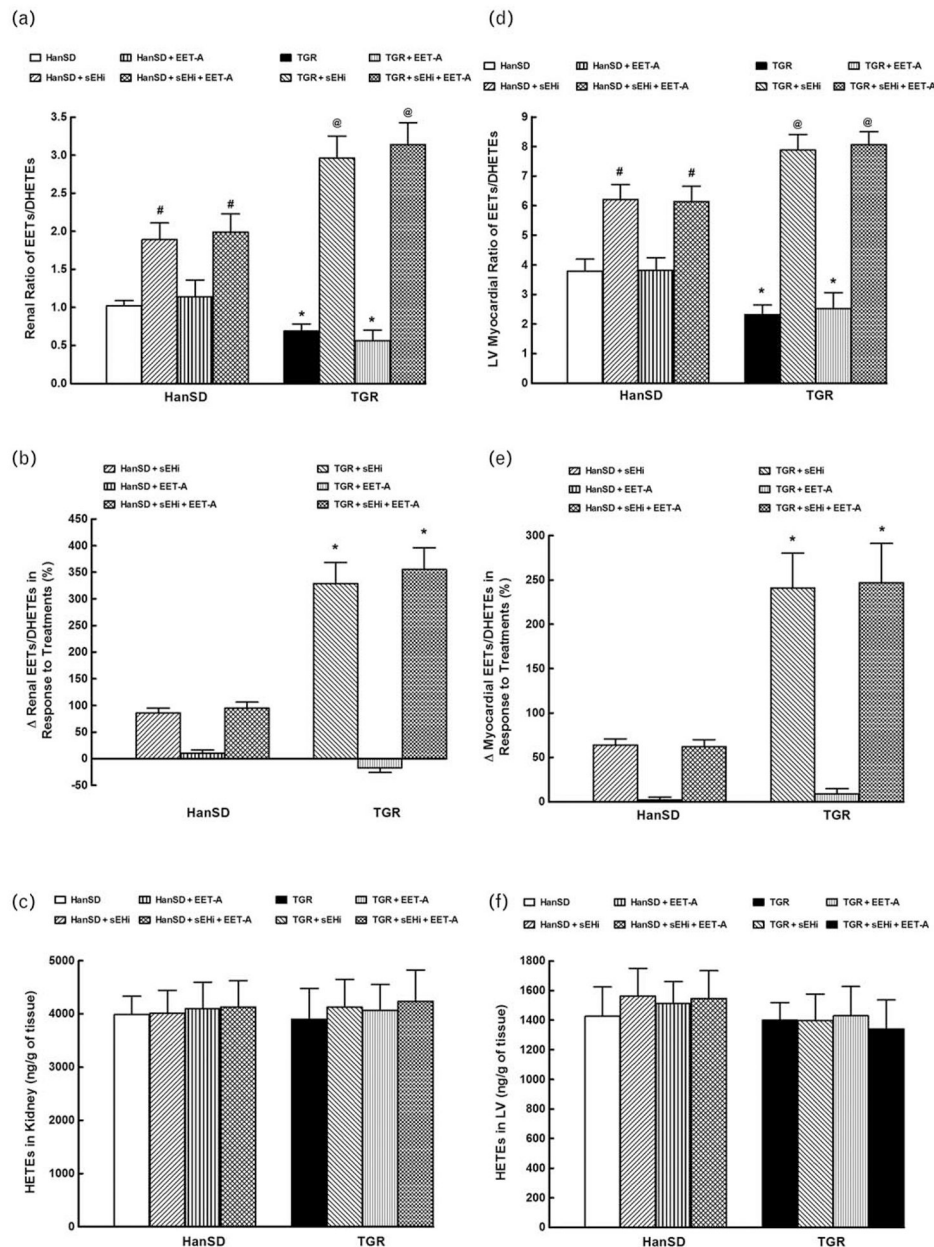 (a)
HanSD
HanSD + EET-A
TGR
TGR + EET-A
HanSD + sEHi
HanSD + sEHi + EET-A
TGR + sEHi
TGR + sEHi + EET-A
Renal Ratio of EETs/DHETEs
3.5
3.0
2.5
2.0
1.5
1.0
0.5
0.0
#
#
*
@
*
@
HanSD
TGR
(d)
HanSD
HanSD + EET-A
TGR
TGR + EET-A
HanSD + sEHi
HanSD + sEHi + EET-A
TGR + sEHi
TGR + sEHi + EET-A
LV Myocardial Ratio of EETs/DHETEs
9
8
7
6
5
4
3
2
1
0
#
#
*
@
*
@
HanSD
TGR
(b)
HanSD + sEHi
TGR + sEHi
HanSD + EET-A
TGR + EET-A
HanSD + sEHi + EET-A
TGR + sEHi + EET-A
Δ Renal EETs/DHETEs in
Response to Treatments (%)
450
400
350
300
250
200
150
100
50
0
-50
*
*
HanSD
TGR
(e)
HanSD + sEHi
TGR + sEHi
HanSD + EET-A
TGR + EET-A
HanSD + sEHi + EET-A
TGR + sEHi + EET-A
Δ Myocardial EETs/DHETEs in
Response to Treatments (%)
300
250
200
150
100
50
0
*
*
HanSD
TGR
(c)
HanSD
HanSD + EET-A
TGR
TGR + EET-A
HanSD + sEHi
HanSD + sEHi + EET-A
TGR + sEHi
TGR + sEHi + EET-A
HETEs in Kidney (ng/g of tissue)
5000
4000
3000
2000
1000
0
HanSD
TGR
(f)
HanSD
HanSD + EET-A
TGR
TGR + EET-A
HanSD + sEHi
HanSD + sEHi + EET-A
TGR + sEHi
TGR + sEHi + EET-A
HETEs in LV (ng/g of tissue)
1800
1600
1400
1200
1000
800
600
400
200
0
HanSD
TGR